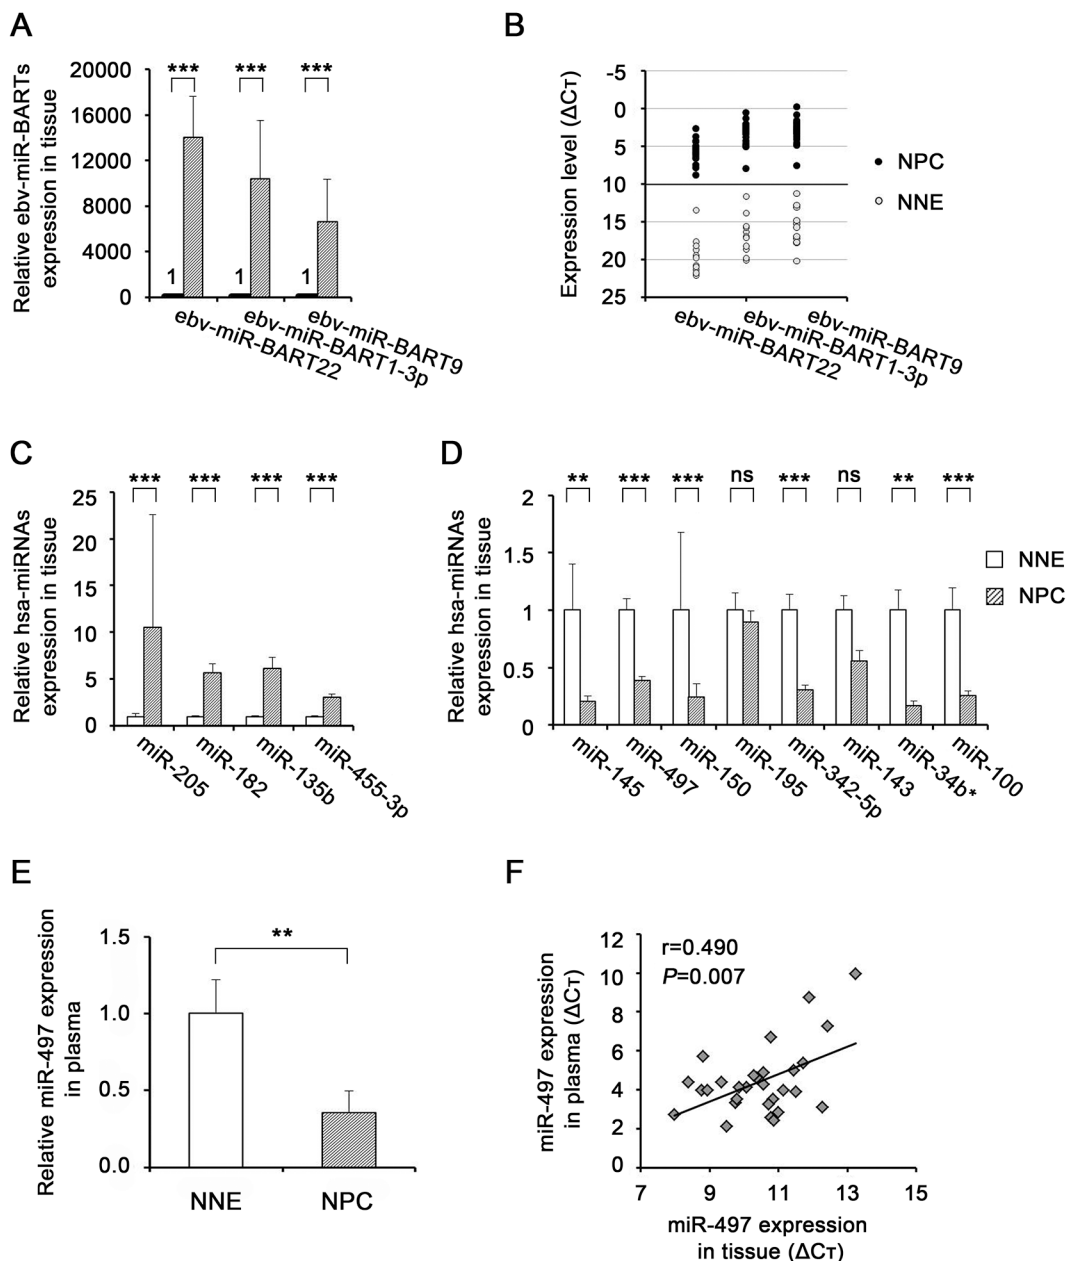 A
Relative ebv-miR-BARTs
expression in tissue
20000
16000
12000
8000
4000
0
***
***
***
1
1
1
ebv-miR-BART22
ebv-miR-BART1-3p
ebv-miR-BART9
B
Expression level (ΔCT)
-5
0
5
10
15
20
25
NPC
NNE
ebv-miR-BART22
ebv-miR-BART1-3p
ebv-miR-BART9
C
Relative hsa-miRNAs
expression in tissue
25
20
15
10
5
0
***
***
***
***
miR-205
miR-182
miR-135b
miR-455-3p
D
Relative hsa-miRNAs
expression in tissue
2
1.5
1
0.5
0
**
***
***
ns
***
ns
**
***
NNE
NPC
miR-145
miR-497
miR-150
miR-195
miR-342-5p
miR-143
miR-34b*
miR-100
E
Relative miR-497 expression
in plasma
1.5
1.0
0.5
0.0
**
NNE
NPC
F
miR-497 expression
in plasma (ΔCT)
12
10
8
6
4
2
0
r=0.490
P=0.007
7
9
11
13
15
miR-497 expression
in tissue (ΔCT)